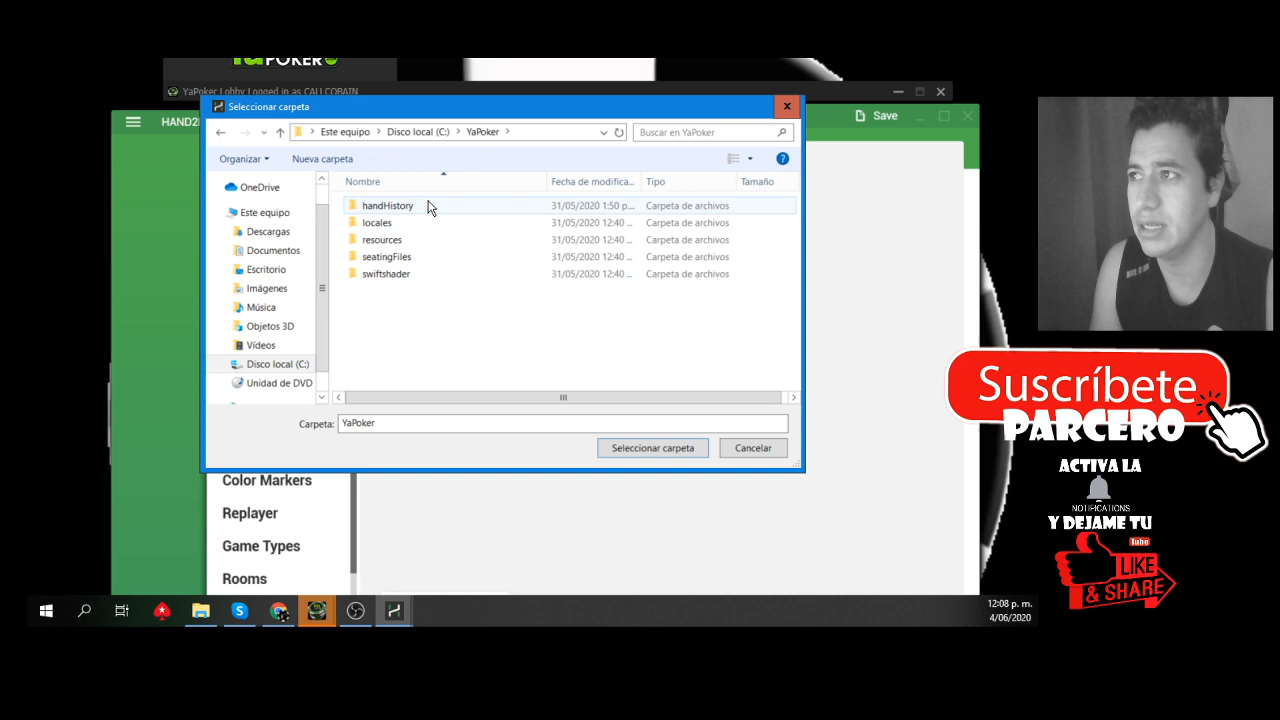 POKER
YaPoker Lobby Logged in as CALLCOBAIN
Seleccionar carpeta
Este equipo
Disco local (C:)
YaPoker
Buscar en YaPoker
Save
Organizar
Nueva carpeta
Nombre
Fecha de modifica...
Tipo
Tamaño
OneDrive
Este equipo
Descargas
Documentos
Escritorio
Imágenes
Música
Objetos 3D
Vídeos
Disco local (C:)
Unidad de DVD
handHistory 31/05/2020 1:50 p.... Carpeta de archivos
locales 31/05/2020 12:40 ... Carpeta de archivos
resources 31/05/2020 12:40 ... Carpeta de archivos
seatingFiles 31/05/2020 12:40 ... Carpeta de archivos
swiftshader 31/05/2020 12:40 ... Carpeta de archivos
Carpeta: YaPoker
Seleccionar carpeta
Cancelar
Color Markers
Replayer
Game Types
Rooms
12:08 p. m.
4/06/2020
Suscríbete
PARCERO
ACTIVA LA
NOTIFICATIONS
Y DEJAME TU
Tube
LIKE
& SHARE